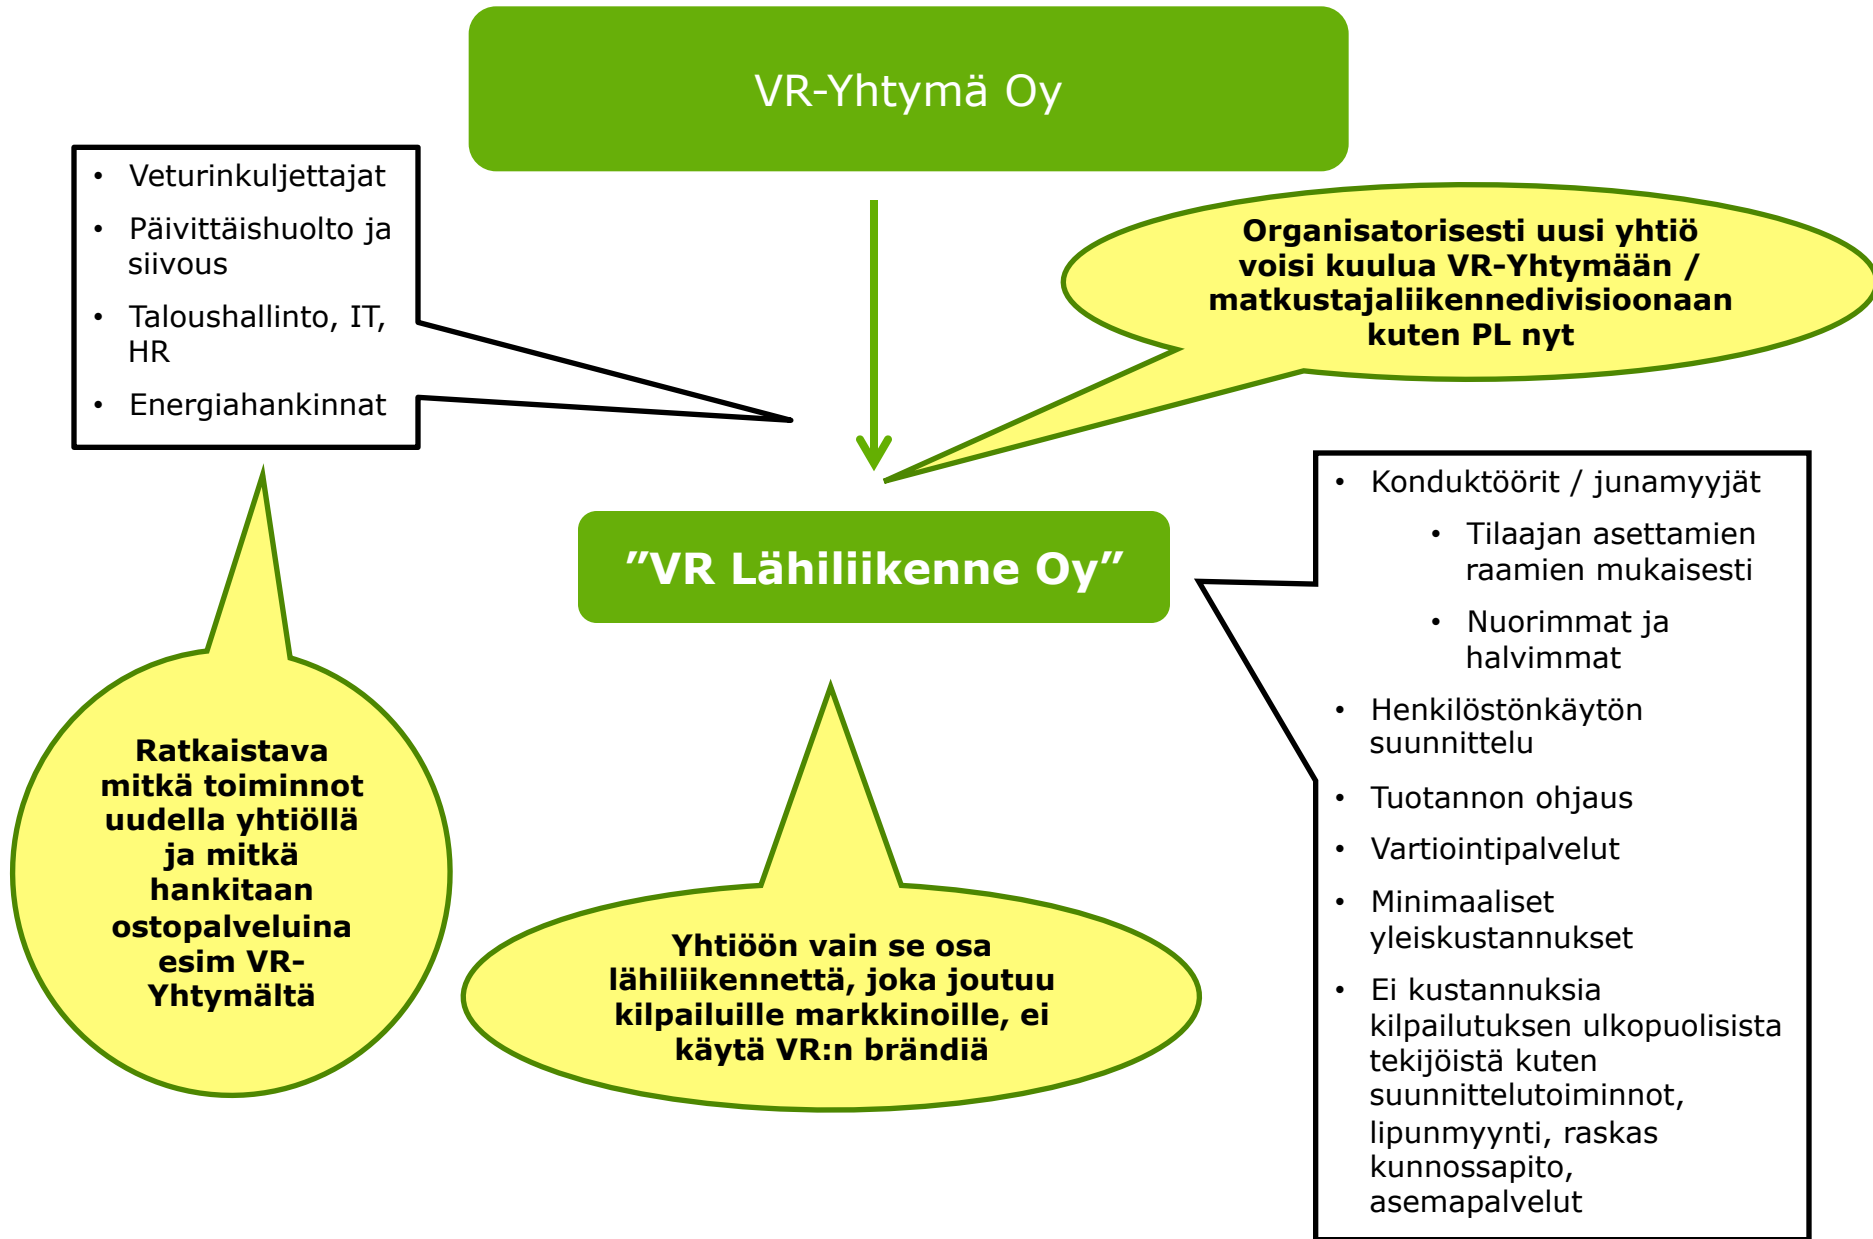 VR-Yhtymä Oy
• Veturinkuljettajat
• Päivittäishuolto ja
siivous
• Taloushallinto, IT,
HR
• Energiahankinnat
Organisatorisesti uusi yhtiö
voisi kuulua VR-Yhtymään /
matkustajaliikennedivisioonaan
kuten PL nyt
”VR Lähiliikenne Oy”
• Konduktöörit / junamyyjät
• Tilaajan asettamien
raamien mukaisesti
• Nuorimmat ja
halvimmat
• Henkilöstönkäytön
suunnittelu
• Tuotannon ohjaus
• Vartiointipalvelut
• Minimaaliset
yleiskustannukset
• Ei kustannuksia
kilpailutuksen ulkopuolisista
tekijöistä kuten
suunnittelutoiminnot,
lipunmyynti, raskas
kunnossapito,
asemapalvelut
Ratkaistava
mitkä toiminnot
uudella yhtiöllä
ja mitkä
hankitaan
ostopalveluina
esim VR-
Yhtymältä
Yhtiöön vain se osa
lähiliikennettä, joka joutuu
kilpailuille markkinoille, ei
käytä VR:n brändiä